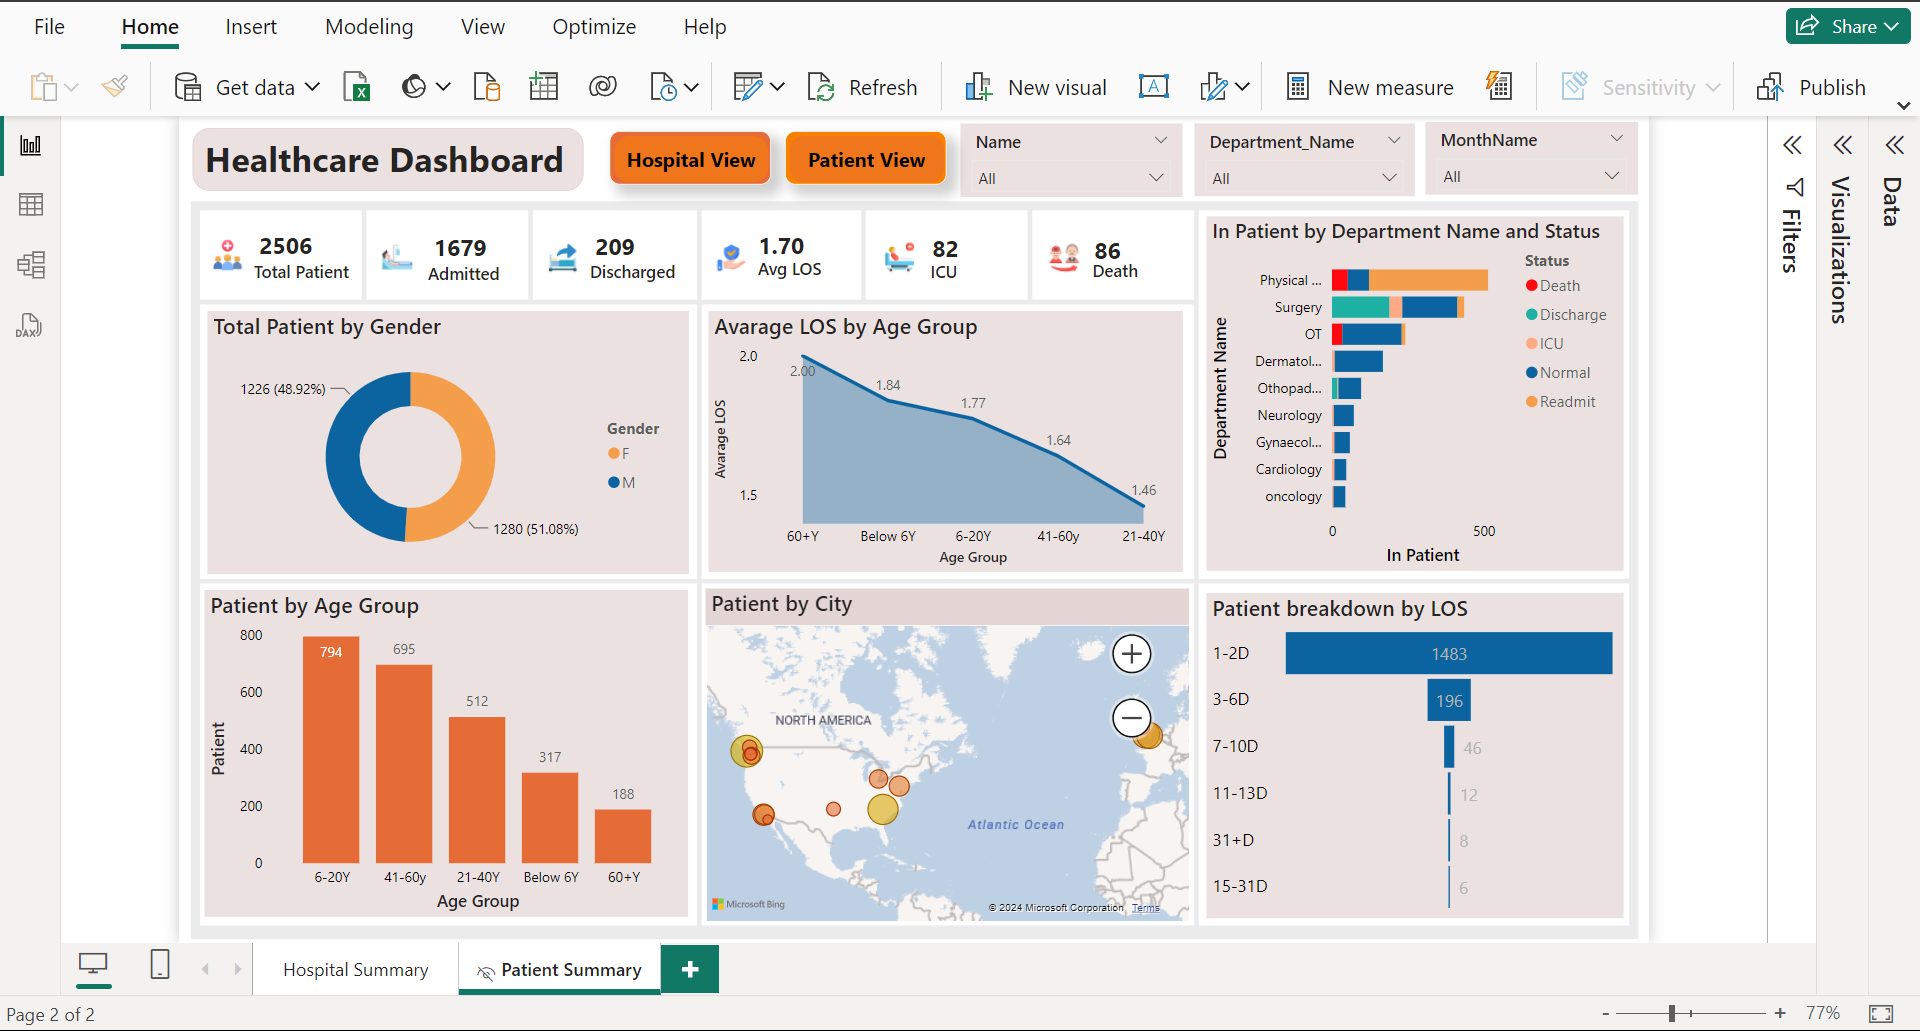 File Home Insert Modeling View Optimize Help Share
Get data Refresh New visual New measure Sensitivity Publish
Healthcare Dashboard
Hospital View
Patient View
Name
All
Department_Name
All
MonthName
All
Filters
Visualizations
Data
DAX
2506
Total Patient
1679
Admitted
209
Discharged
1.70
Avg LOS
82
ICU
86
Death
Total Patient by Gender
1226 (48.92%)
1280 (51.08%)
Gender
F
M
Avarage LOS by Age Group
Avarage LOS
2.0
1.5
2.00
1.84
1.77
1.64
1.46
60+Y Below 6Y 6-20Y 41-60y 21-40Y
Age Group
In Patient by Department Name and Status
Department Name
Physical ...
Surgery
OT
Dermatol...
Othopad...
Neurology
Gynaecol...
Cardiology
oncology
0 500
In Patient
Status
Death
Discharge
ICU
Normal
Readmit
Patient by Age Group
Patient
800
600
400
200
0
794
695
512
317
188
6-20Y 41-60y 21-40Y Below 6Y 60+Y
Age Group
Patient by City
NORTH AMERICA
Atlantic Ocean
Microsoft Bing
© 2024 Microsoft Corporation Terms
Patient breakdown by LOS
1-2D 1483
3-6D 196
7-10D 46
11-13D 12
31+D 8
15-31D 6
Hospital Summary Patient Summary
Page 2 of 2
77%